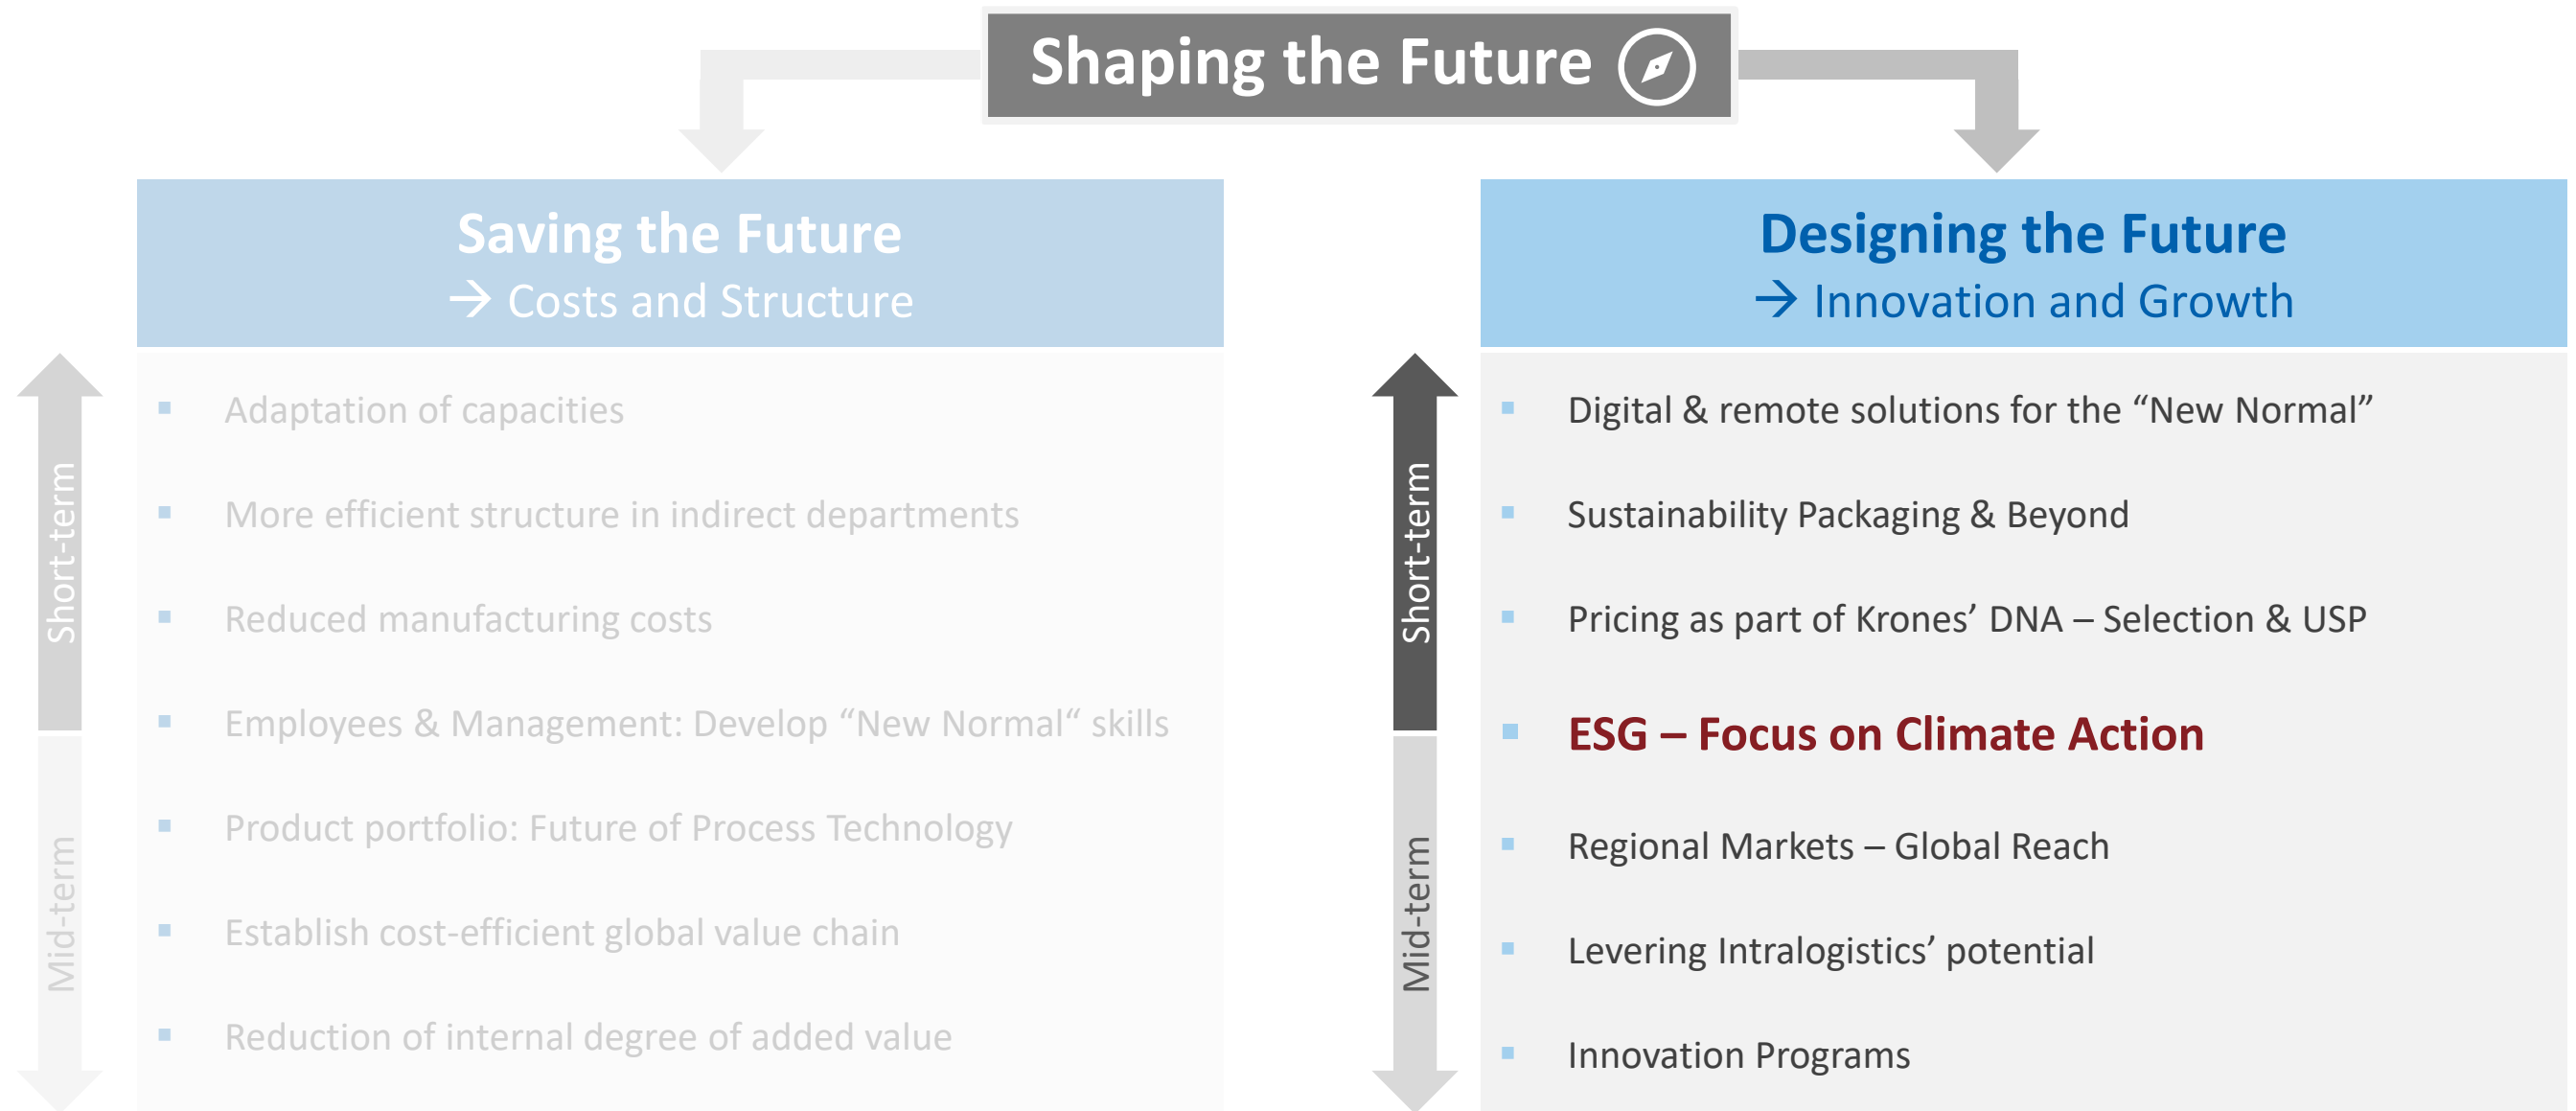 Shaping the Future
Saving the Future
→ Costs and Structure
Short-term
Mid-term
▪ Adaptation of capacities
▪ More efficient structure in indirect departments
▪ Reduced manufacturing costs
▪ Employees & Management: Develop “New Normal“ skills
▪ Product portfolio: Future of Process Technology
▪ Establish cost-efficient global value chain
▪ Reduction of internal degree of added value
Designing the Future
→ Innovation and Growth
Short-term
Mid-term
▪ Digital & remote solutions for the “New Normal”
▪ Sustainability Packaging & Beyond
▪ Pricing as part of Krones’ DNA – Selection & USP
▪ ESG – Focus on Climate Action
▪ Regional Markets – Global Reach
▪ Levering Intralogistics’ potential
▪ Innovation Programs